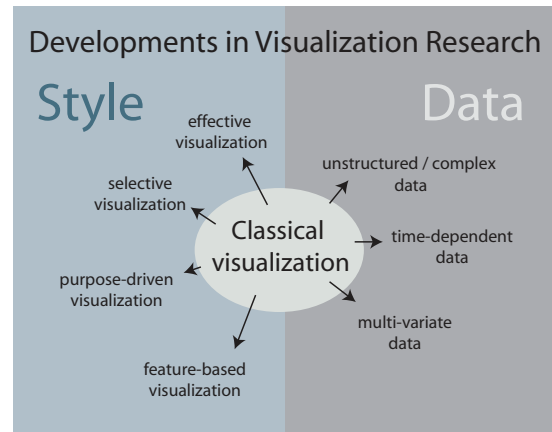 Developments in Visualization Research
Style
Data
effective
visualization
selective
visualization
purpose-driven
visualization
feature-based
visualization
Classical
visualization
unstructured / complex
data
time-dependent
data
multi-variate
data